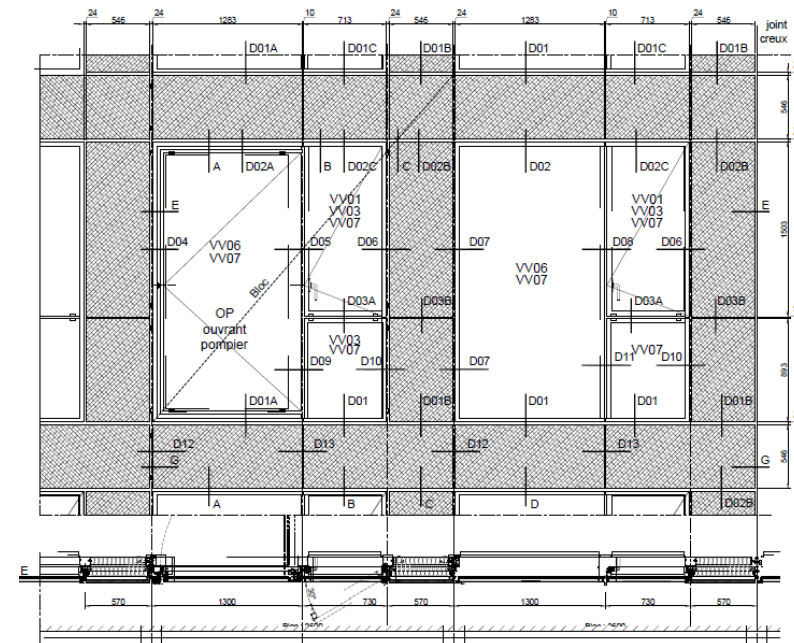 24 24 10 24 24 10 24
546 1283 713 546 1283 713 546
joint
creux
D01A D01C D01B D01 D01C D01B
546
A D02A B D02C C D02B D02 D02C D02B
VV01
VV03
VV07
VV01
VV03
VV07
E E
1503
D04 D05 D06 D07 D08 D06
VV06
VV07
VV06
VV07
Bloc
D03A D03B D03A D03B
OP
ouvrant
pompier
VV03
VV07
VV07
D09 D10 D07 D11 D10
893
D01A D01 D01B D01 D01 D01B
D12 D13 D12 D13
G G
546
A B C D D02B
E
30°
570 1300 730 570 1300 730 570